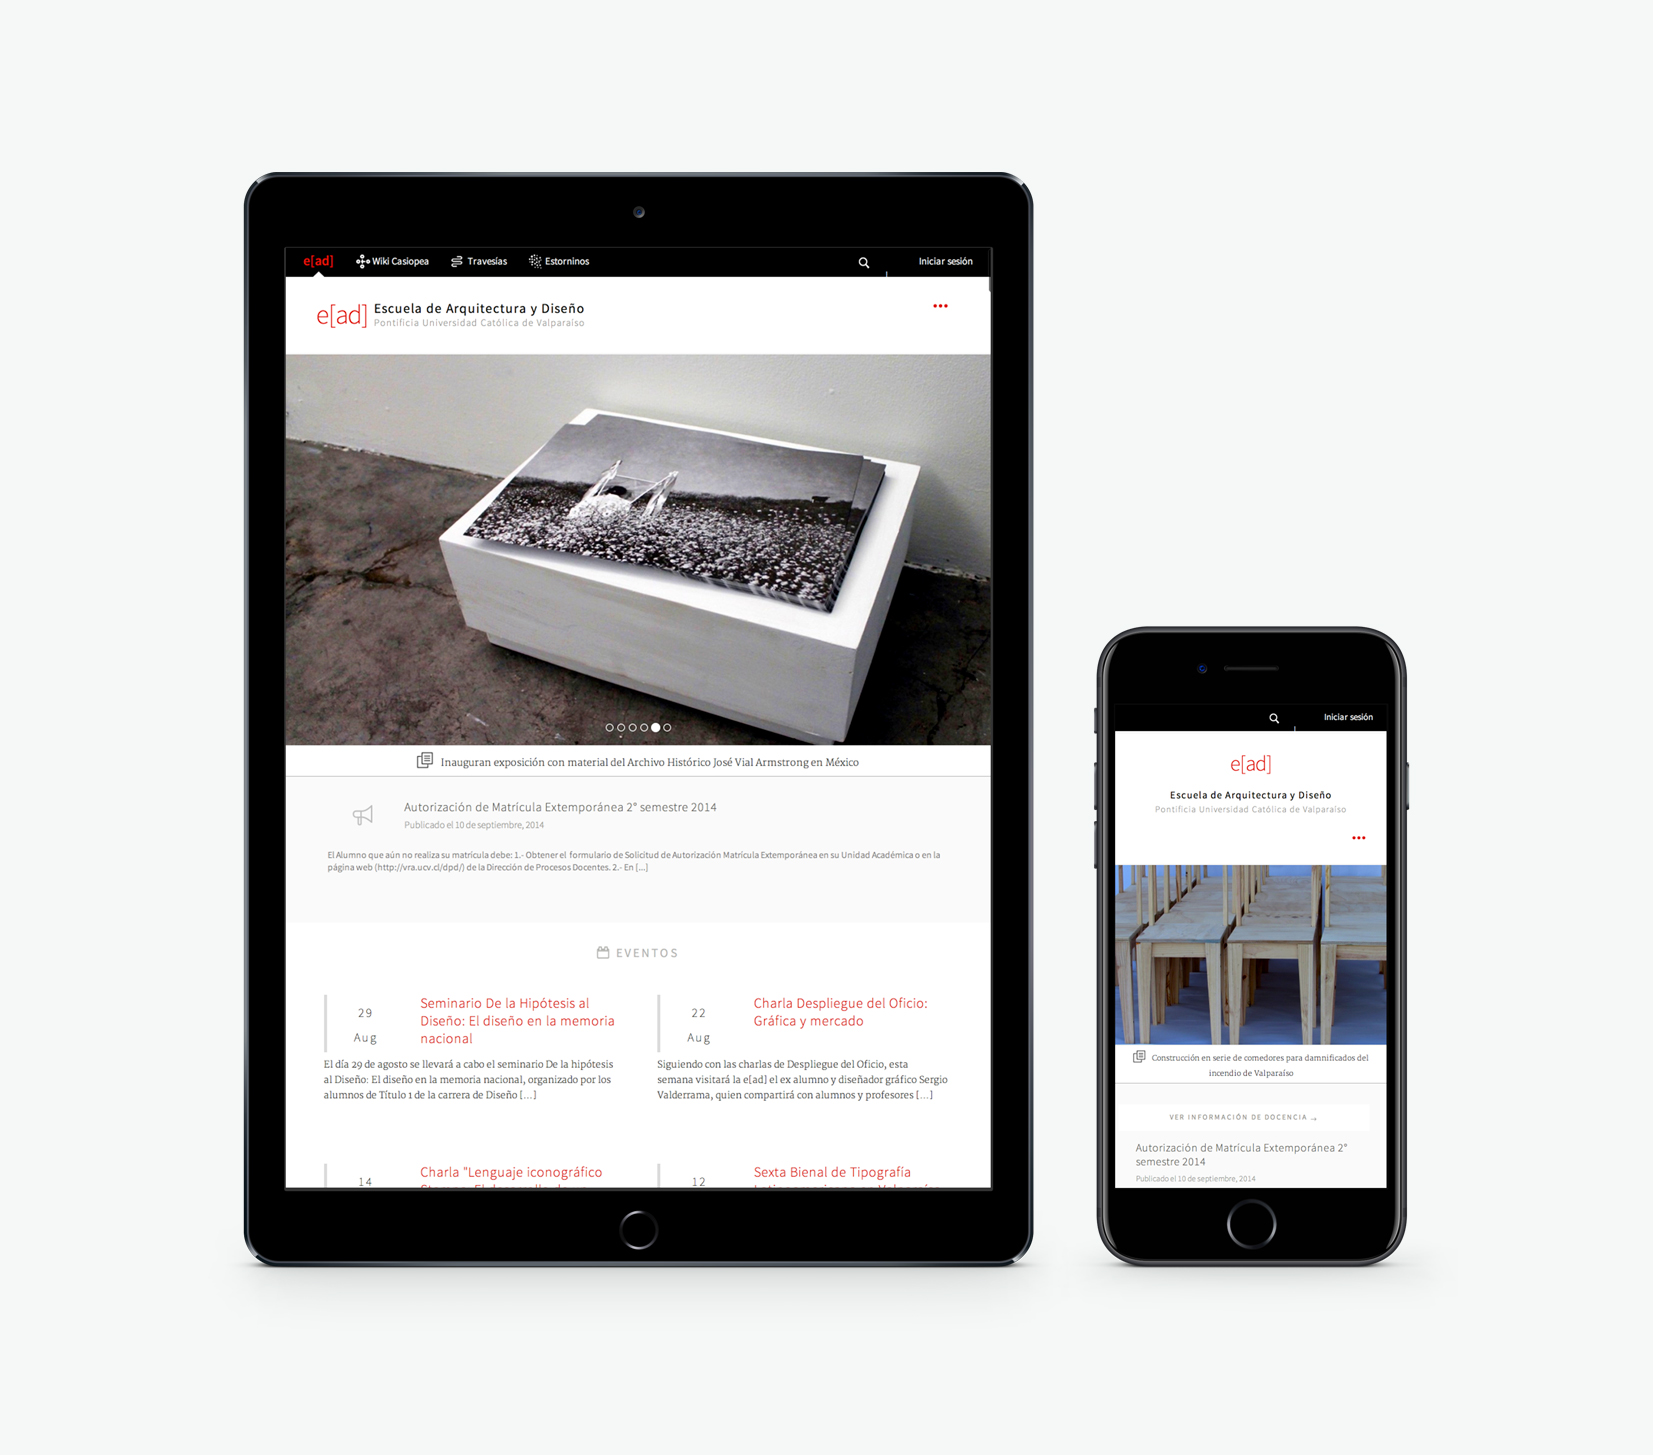 e[ad] Wiki Casiopea Travesías Estorninos Iniciar sesión
e[ad] Escuela de Arquitectura y Diseño
Pontificia Universidad Católica de Valparaíso
Inauguran exposición con material del Archivo Histórico José Vial Armstrong en México
Autorización de Matrícula Extemporánea 2° semestre 2014
Publicado el 10 de septiembre, 2014
El Alumno que aún no realiza su matrícula debe: 1.- Obtener el formulario de Solicitud de Autorización Matrícula Extemporánea en su Unidad Académica o en la
página web (http://vra.ucv.cl/dpd/) de la Dirección de Procesos Docentes. 2.- En [...]
EVENTOS
29
Aug
Seminario De la Hipótesis al
Diseño: El diseño en la memoria
nacional
El día 29 de agosto se llevará a cabo el seminario De la hipótesis
al Diseño: El diseño en la memoria nacional, organizado por los
alumnos de Título 1 de la carrera de Diseño [...]
22
Aug
Charla Despliegue del Oficio:
Gráfica y mercado
Siguiendo con las charlas de Despliegue del Oficio, esta
semana visitará la e[ad] el ex alumno y diseñador gráfico Sergio
Valderrama, quien compartirá con alumnos y profesores [...]
14
Charla "Lenguaje iconográfico
12
Sexta Bienal de Tipografía
Iniciar sesión
e[ad]
Escuela de Arquitectura y Diseño
Pontificia Universidad Católica de Valparaíso
Construcción en serie de comedores para damnificados del
incendio de Valparaíso
VER INFORMACIÓN DE DOCENCIA →
Autorización de Matrícula Extemporánea 2°
semestre 2014
Publicado el 10 de septiembre, 2014